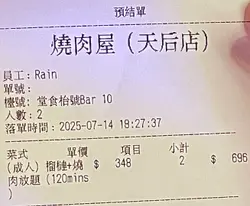 預結單
燒肉屋（天后店）
員工：Rain
單號：
檯號：堂食枱號Bar 10
人數：2
落單時間：2025-07-14 18:27:37
菜式 單價 項目 小計
(成人) 榴槤+燒 $ 348 2 $ 696
肉放題 (120mins
)